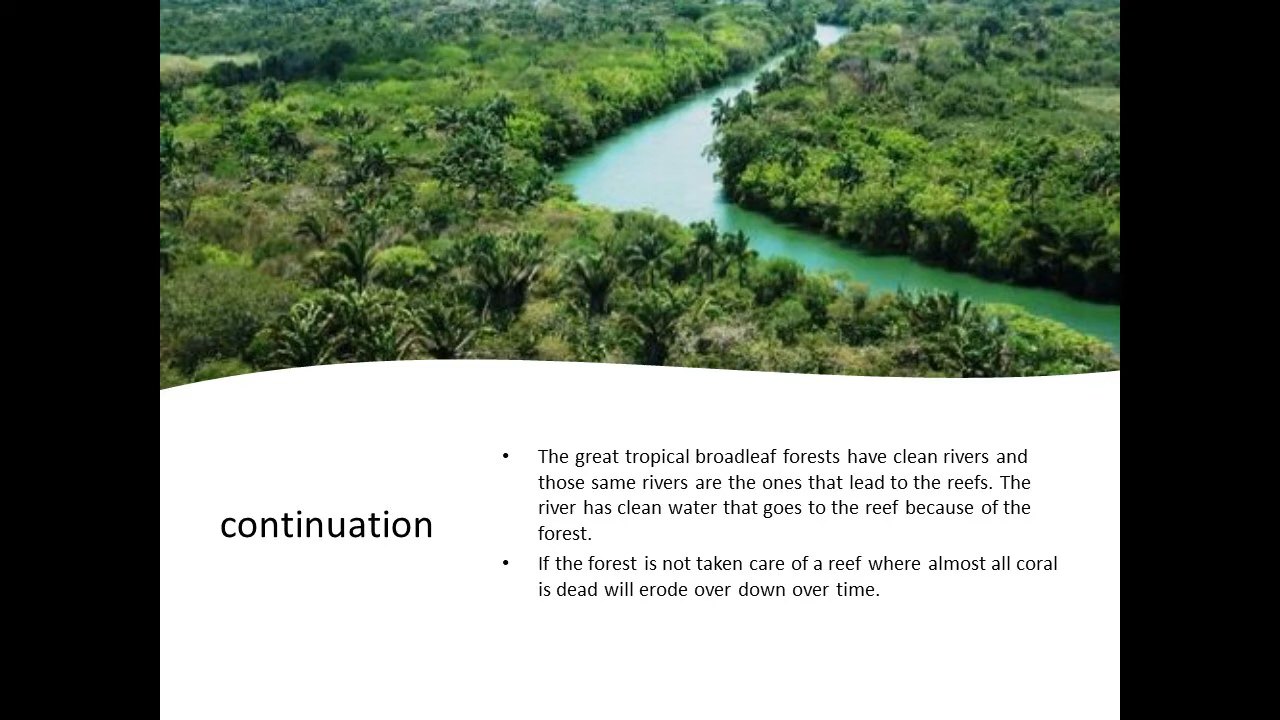 continuation
• The great tropical broadleaf forests have clean rivers and
those same rivers are the ones that lead to the reefs. The
river has clean water that goes to the reef because of the
forest.
• If the forest is not taken care of a reef where almost all coral
is dead will erode over down over time.